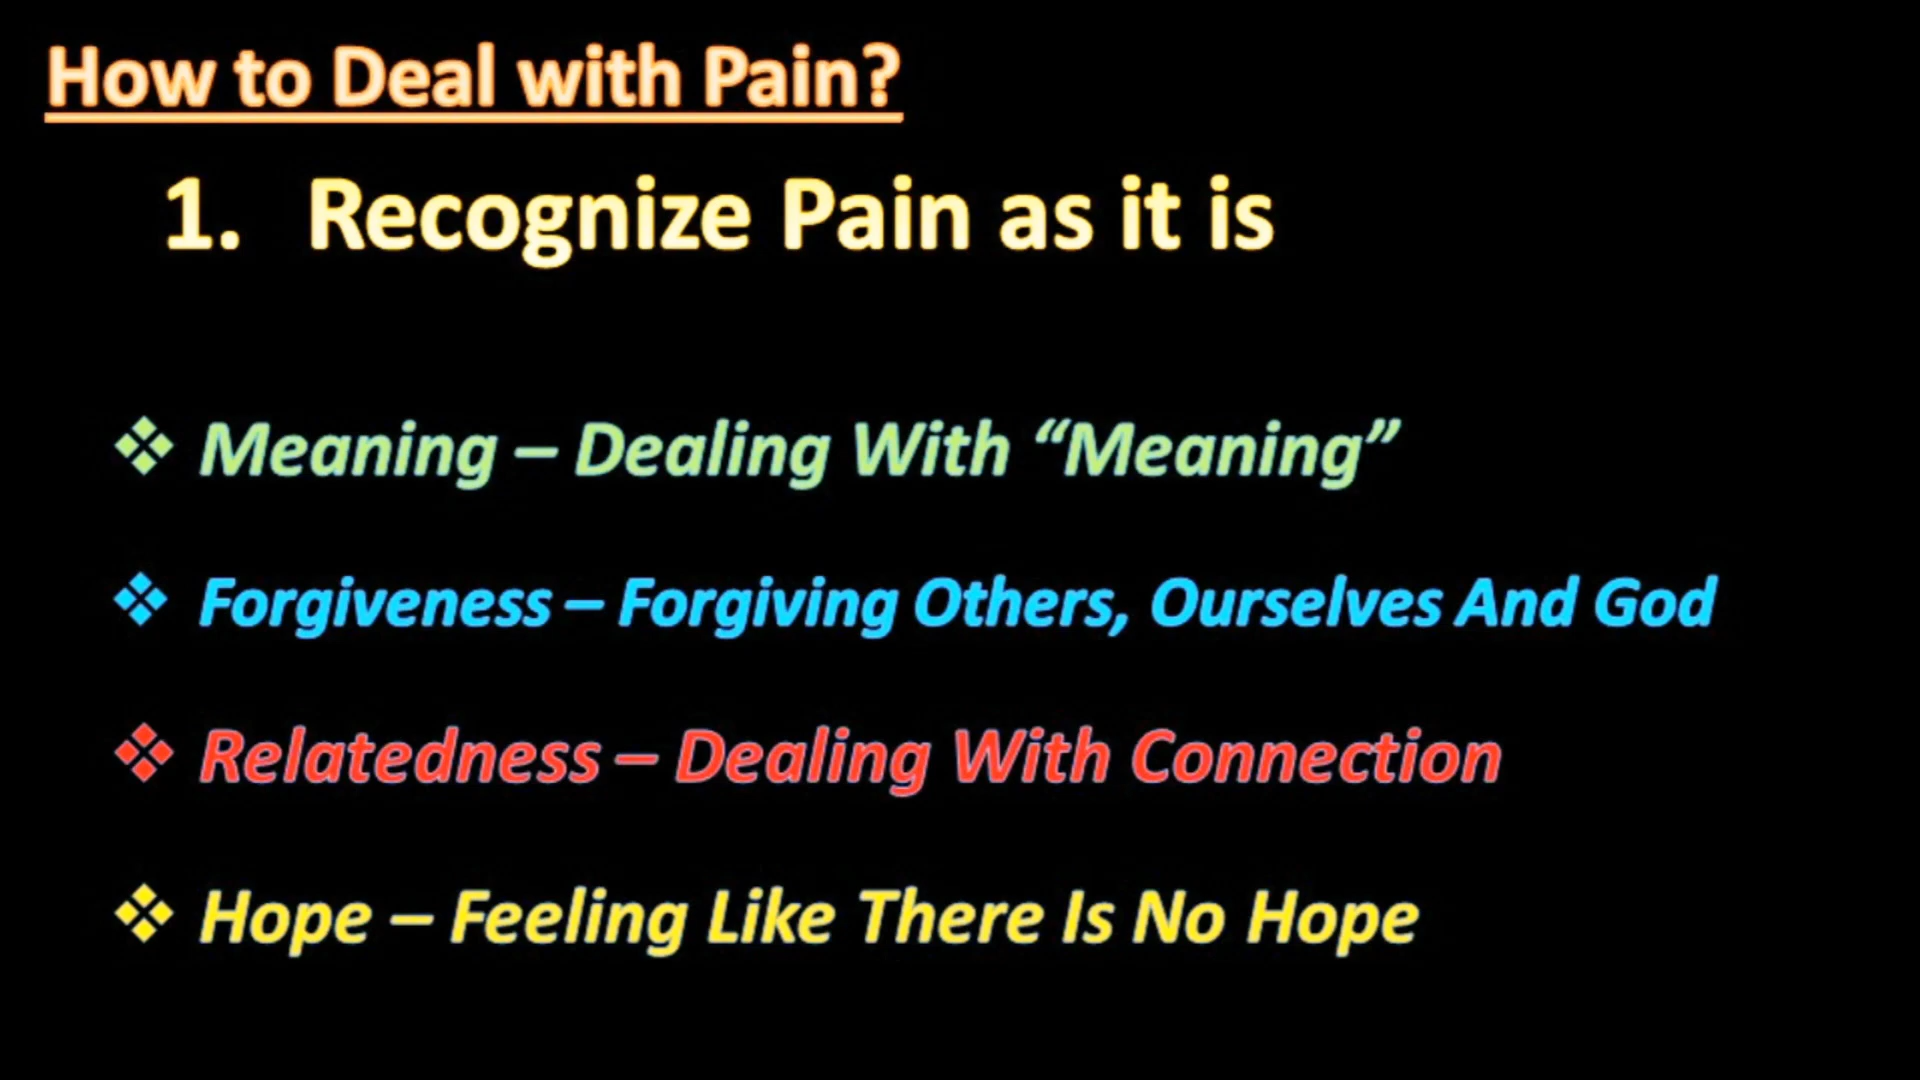 How to Deal with Pain?
1. Recognize Pain as it is
❖ Meaning – Dealing With “Meaning”
❖ Forgiveness – Forgiving Others, Ourselves And God
❖ Relatedness – Dealing With Connection
❖ Hope – Feeling Like There Is No Hope